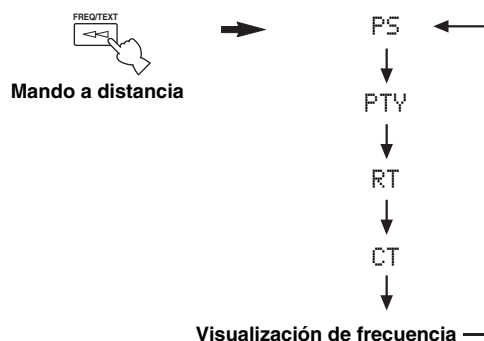 FREQ/TEXT
Mando a distancia
PS
PTY
RT
CT
Visualización de frecuencia